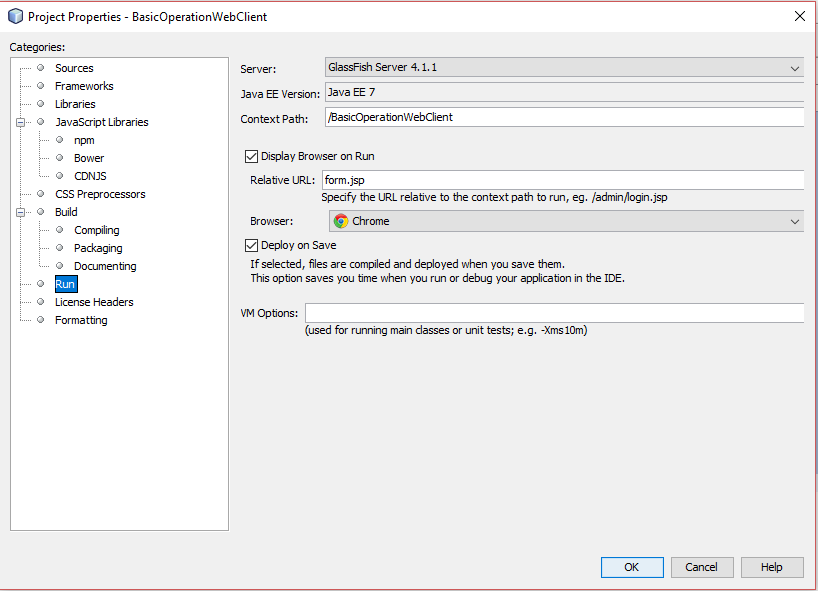 Project Properties - BasicOperationWebClient
Categories:
Sources
Frameworks
Libraries
JavaScript Libraries
npm
Bower
CDNJS
CSS Preprocessors
Build
Compiling
Packaging
Documenting
Run
License Headers
Formatting
Server: GlassFish Server 4.1.1
Java EE Version: Java EE 7
Context Path: /BasicOperationWebClient
Display Browser on Run
Relative URL: form.jsp
Specify the URL relative to the context path to run, eg. /admin/login.jsp
Browser: Chrome
Deploy on Save
If selected, files are compiled and deployed when you save them.
This option saves you time when you run or debug your application in the IDE.
VM Options:
(used for running main classes or unit tests; e.g. -Xms10m)
OK Cancel Help